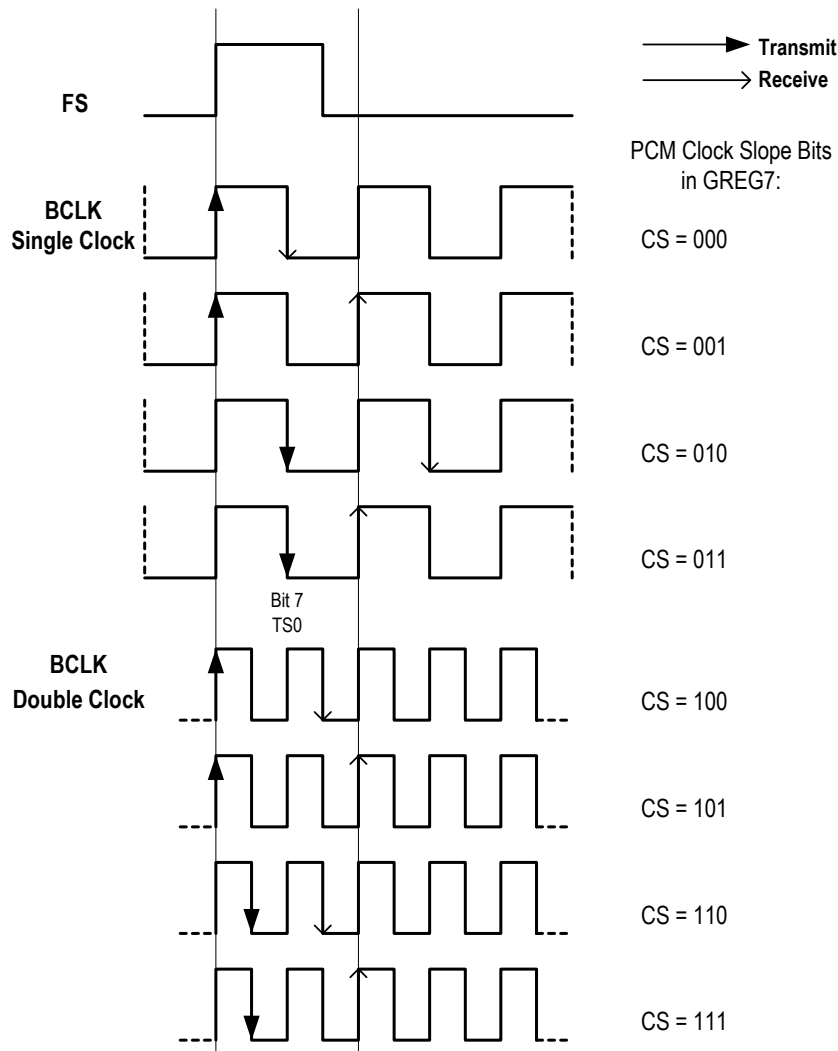 Transmit
FS
Receive
PCM Clock Slope Bits
in GREG7:
BCLK
Single Clock
CS = 000
CS = 001
CS = 010
CS = 011
Bit 7
TS0
BCLK
Double Clock
CS = 100
CS = 101
CS = 110
CS = 111